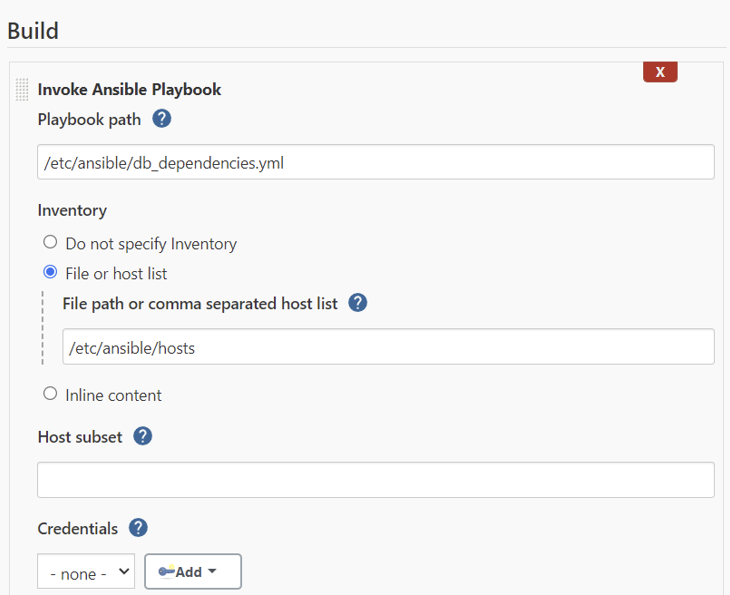 Build
X
Invoke Ansible Playbook
Playbook path ?
/etc/ansible/db_dependencies.yml
Inventory
Do not specify Inventory
File or host list
File path or comma separated host list ?
/etc/ansible/hosts
Inline content
Host subset ?
Credentials ?
- none - Add